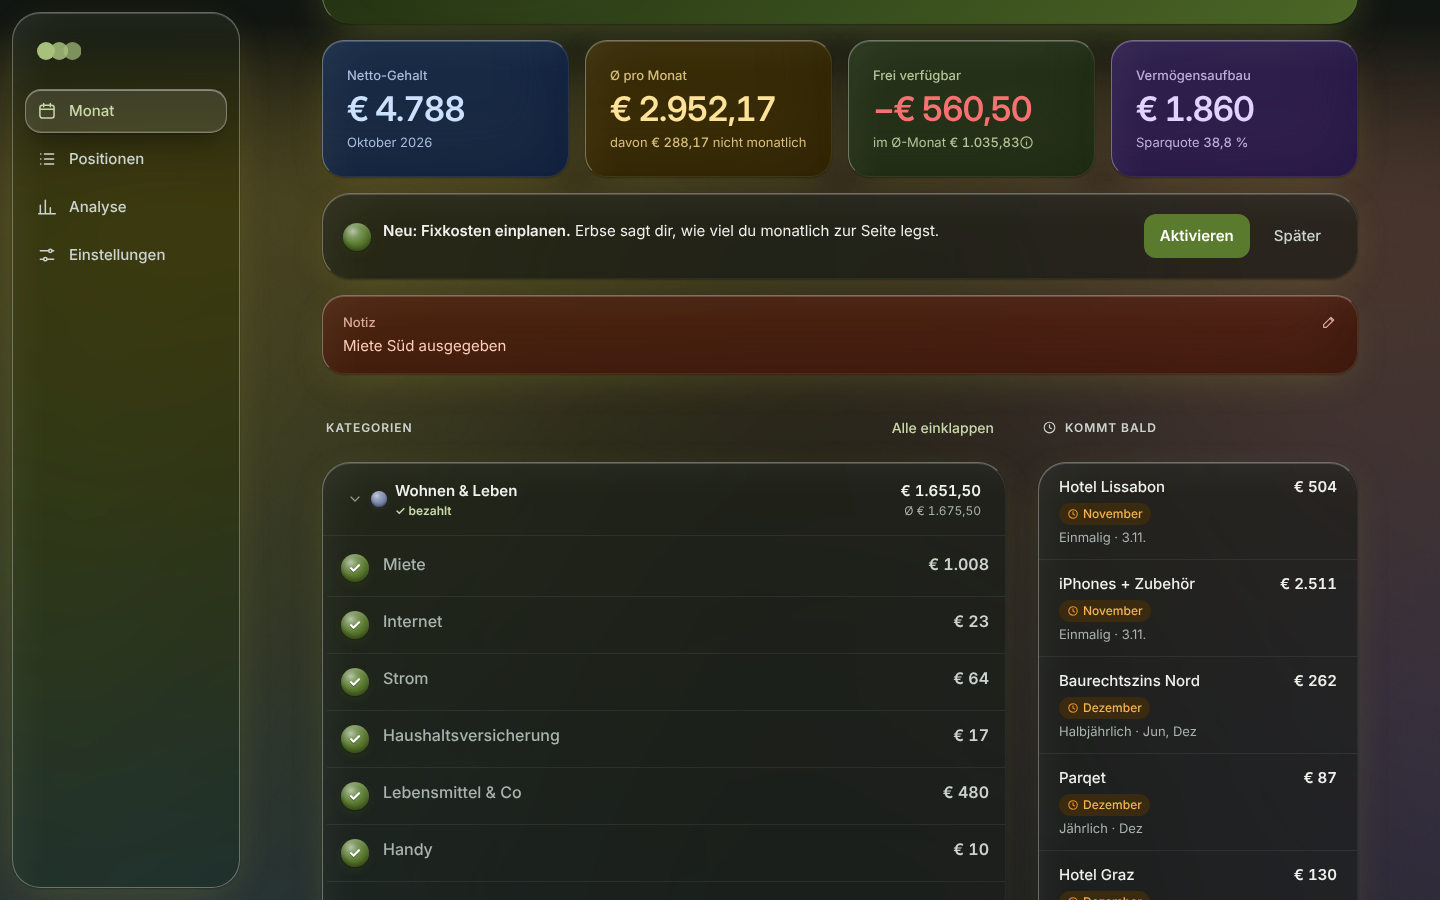 Monat
Positionen
Analyse
Einstellungen
Netto-Gehalt
€ 4.788
Oktober 2026
Ø pro Monat
€ 2.952,17
davon € 288,17 nicht monatlich
Frei verfügbar
–€ 560,50
im Ø-Monat € 1.035,83
Vermögensaufbau
€ 1.860
Sparquote 38,8 %
Neu: Fixkosten einplanen. Erbse sagt dir, wie viel du monatlich zur Seite legst.
Aktivieren
Später
Notiz
Miete Süd ausgegeben
KATEGORIEN
Alle einklappen
Wohnen & Leben
€ 1.651,50
✓ bezahlt
Ø € 1.675,50
Miete
€ 1.008
Internet
€ 23
Strom
€ 64
Haushaltsversicherung
€ 17
Lebensmittel & Co
€ 480
Handy
€ 10
KOMMT BALD
Hotel Lissabon
€ 504
November
Einmalig · 3.11.
iPhones + Zubehör
€ 2.511
November
Einmalig · 3.11.
Baurechtszins Nord
€ 262
Dezember
Halbjährlich · Jun, Dez
Parqet
€ 87
Dezember
Jährlich · Dez
Hotel Graz
€ 130